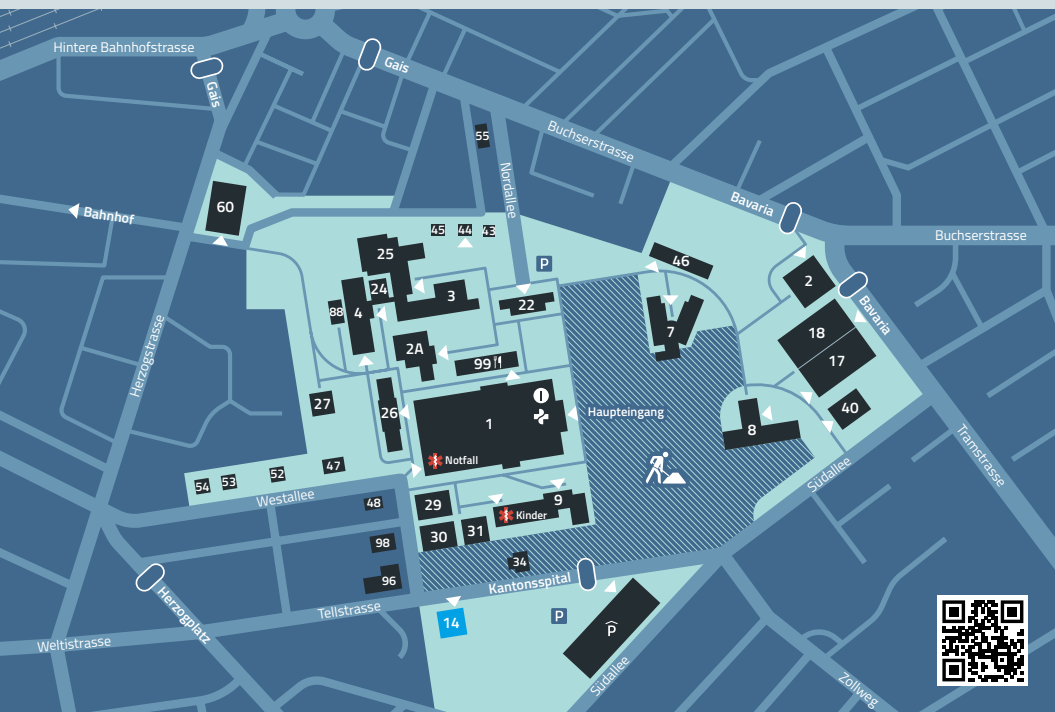 Hintere Bahnhofstrasse
Gais
Gais
Buchserstrasse
Nordallee
55
Bavaria
Buchserstrasse
60
Bahnhof
45
44
43
25
P
46
24
3
22
88
4
7
2
Bavaria
2A
99
18
17
Herzogstrasse
27
26
1
Haupteingang
40
8
Notfall
47
52
53
54
Westallee
Südallee
Tramstrasse
48
29
9
Kinder
30
31
98
34
96
Kantonsspital
Herzogplatz
Tellstrasse
14
P
P
Weltistrasse
Südallee
Zollweg